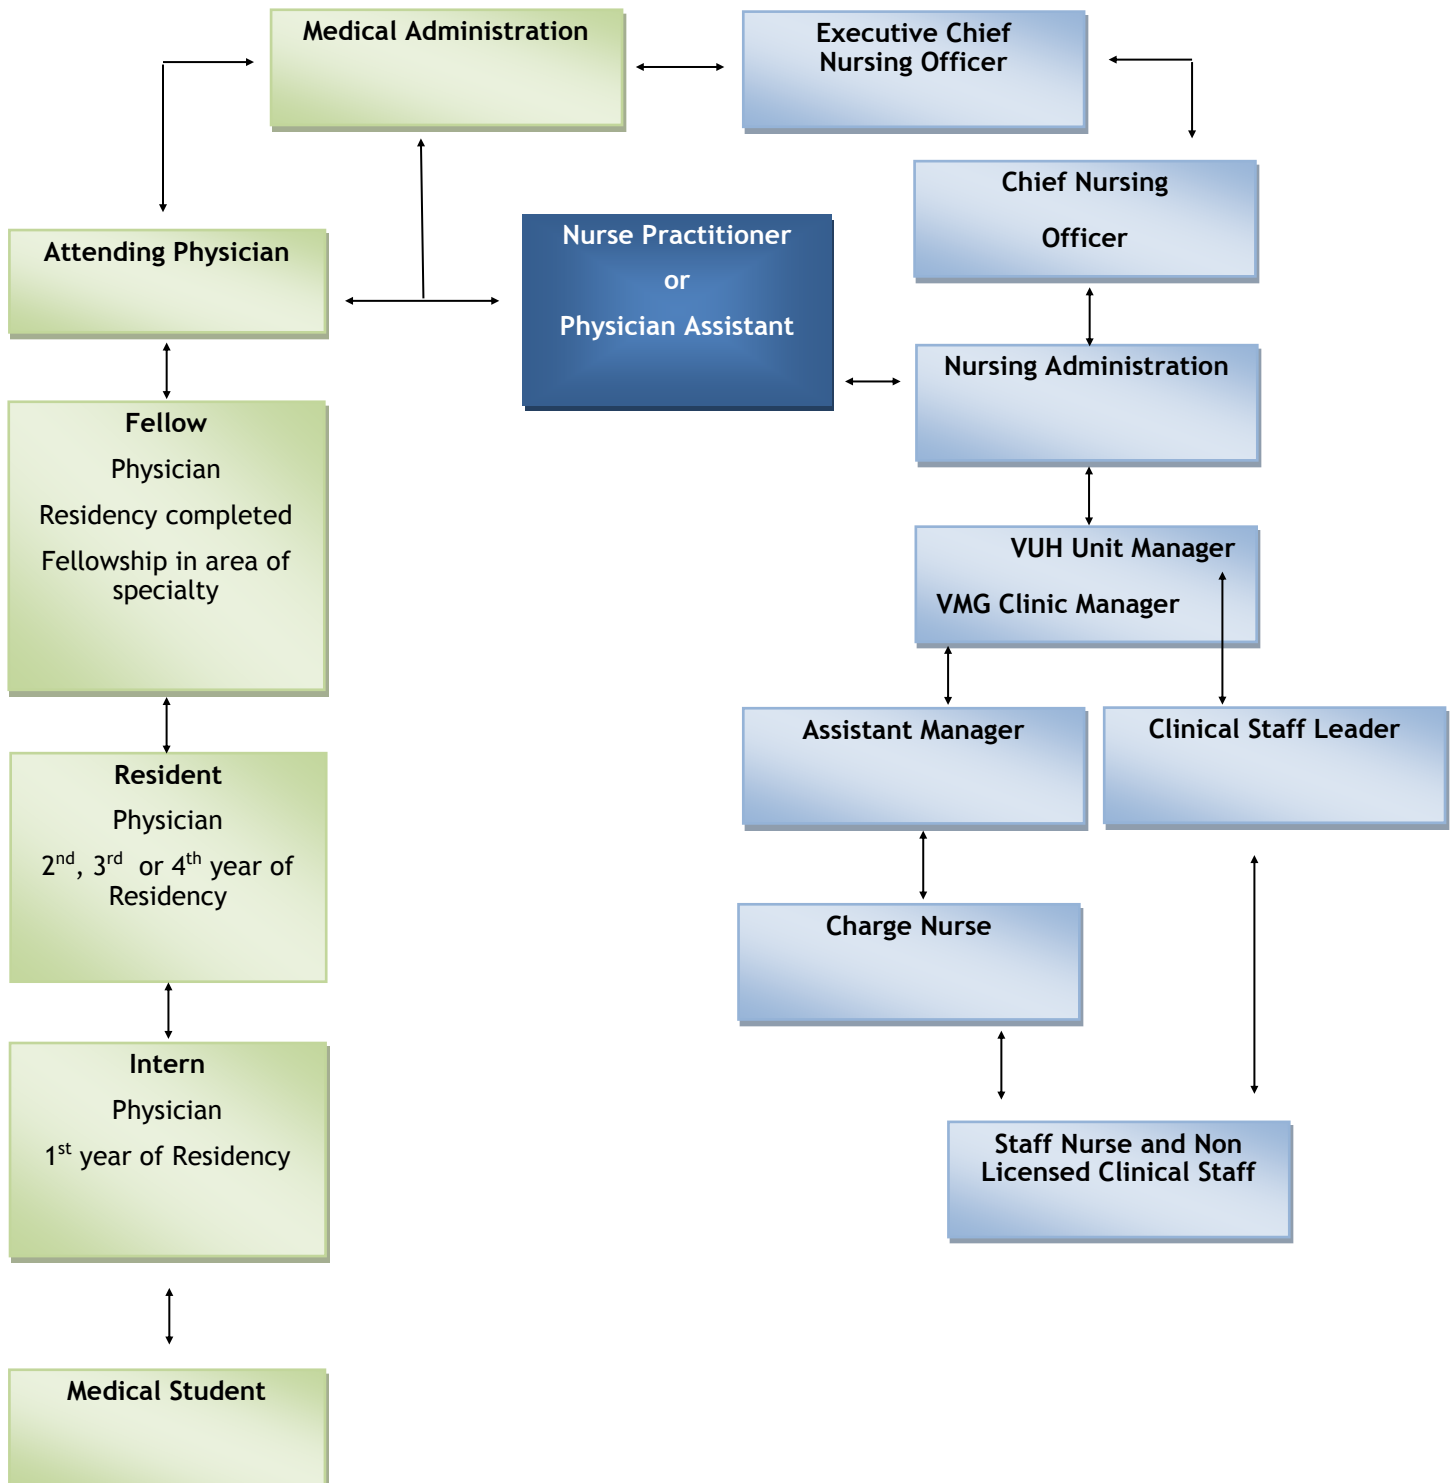 Medical Administration
Executive Chief
Nursing Officer
Chief Nursing
Officer
Nurse Practitioner
or
Physician Assistant
Attending Physician
Nursing Administration
Fellow
Physician
Residency completed
Fellowship in area of
specialty
VUH Unit Manager
VMG Clinic Manager
Assistant Manager
Clinical Staff Leader
Resident
Physician
2nd, 3rd or 4th year of
Residency
Charge Nurse
Intern
Physician
1st year of Residency
Staff Nurse and Non
Licensed Clinical Staff
Medical Student